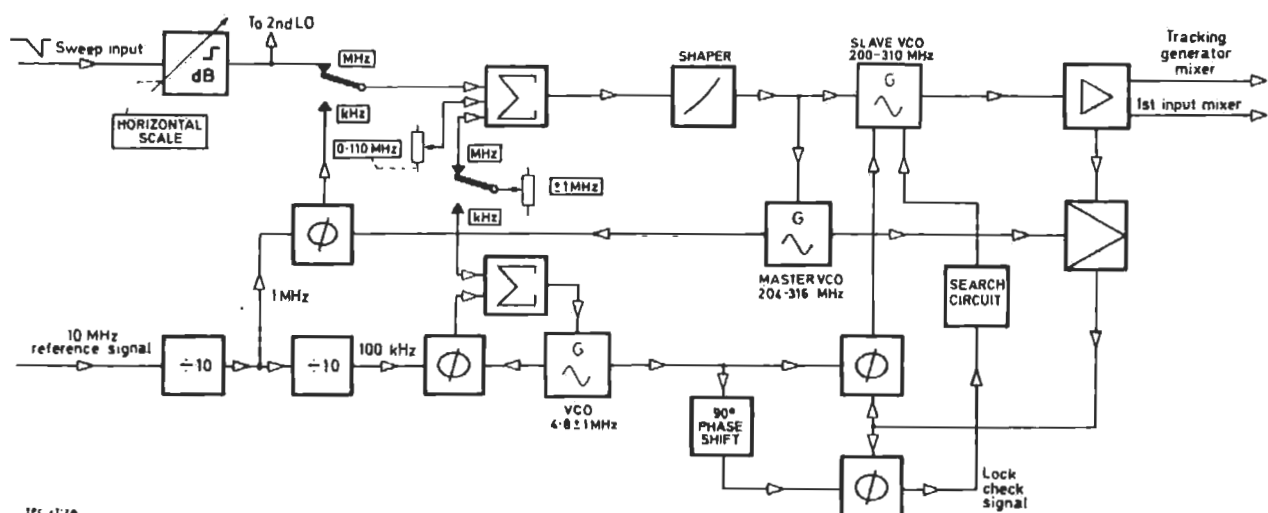 To 2nd LO
Sweep input
dB
HORIZONTAL
SCALE
MHz
kHz
0-110 MHz
Σ
MHz
±1MHz
kHz
SHAPER
SLAVE VCO
200-310 MHz
G
Tracking
generator
mixer
1st input mixer
ϕ
G
MASTER VCO
204-316 MHz
SEARCH
CIRCUIT
1 MHz
Σ
10 MHz
reference signal
÷10
÷10
100 kHz
ϕ
G
VCO
4·8±1MHz
ϕ
90°
PHASE
SHIFT
ϕ
Lock
check
signal